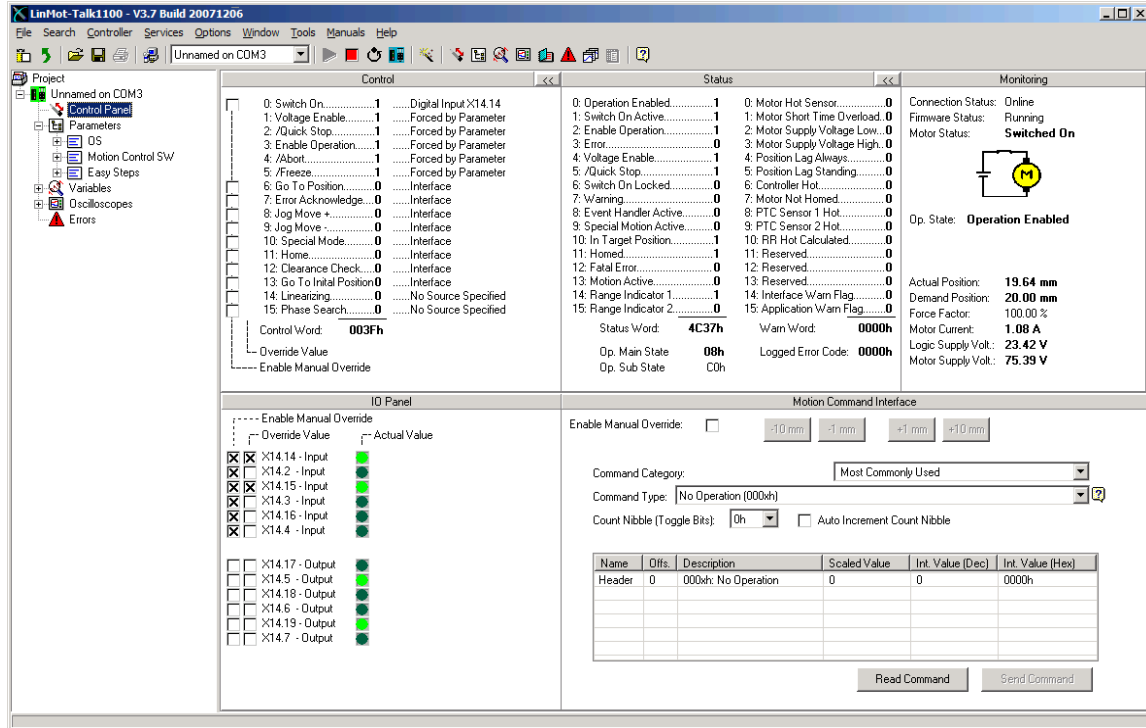 LinMot-Talk1100 - V3.7 Build 20071206
File Search Controller Services Options Window Tools Manuals Help
Unnamed on COM3
Project
Unnamed on COM3
Control Panel
Parameters
OS
Motion Control SW
Easy Steps
Variables
Oscilloscopes
Errors
Control <<
0: Switch On................1 .....Digital Input X14.14
1: Voltage Enable..........1 .....Forced by Parameter
2: /Quick Stop..............1 .....Forced by Parameter
3: Enable Operation.......1 .....Forced by Parameter
4: /Abort.....................1 .....Forced by Parameter
5: /Freeze...................1 .....Forced by Parameter
6: Go To Position..........0 .....Interface
7: Error Acknowledge....0 .....Interface
8: Jog Move +..............0 .....Interface
9: Jog Move -...............0 .....Interface
10: Special Mode.........0 .....Interface
11: Home....................0 .....Interface
12: Clearance Check.....0 .....Interface
13: Go To Inital Position 0 .....Interface
14: Linearizing.............0 .....No Source Specified
15: Phase Search.........0 .....No Source Specified
Control Word: 003Fh
Override Value
Enable Manual Override
Status <<
0: Operation Enabled...........1
1: Switch On Active.............1
2: Enable Operation.............1
3: Error...............................0
4: Voltage Enable................1
5: /Quick Stop....................1
6: Switch On Locked...........0
7: Warning.........................0
8: Event Handler Active.......0
9: Special Motion Active......0
10: In Target Position...........1
11: Homed.........................1
12: Fatal Error.....................0
13: Motion Active................0
14: Range Indicator 1..........1
15: Range Indicator 2..........0
Status Word: 4C37h
Op. Main State 08h
Op. Sub State C0h
0: Motor Hot Sensor..............0
1: Motor Short Time Overload..0
2: Motor Supply Voltage Low...0
3: Motor Supply Voltage High..0
4: Position Lag Always...........0
5: Position Lag Standing.........0
6: Controller Hot....................0
7: Motor Not Homed..............0
8: PTC Sensor 1 Hot..............0
9: PTC Sensor 2 Hot..............0
10: RR Hot Calculated...........0
11: Reserved........................0
12: Reserved........................0
13: Reserved........................0
14: Interface Warn Flag..........0
15: Application Warn Flag.......0
Warn Word: 0000h
Logged Error Code: 0000h
Monitoring
Connection Status: Online
Firmware Status: Running
Motor Status: Switched On
M
Op. State: Operation Enabled
Actual Position: 19.64 mm
Demand Position: 20.00 mm
Force Factor: 100.00 %
Motor Current: 1.08 A
Logic Supply Volt.: 23.42 V
Motor Supply Volt.: 75.39 V
IO Panel
Enable Manual Override
Override Value Actual Value
X14.14 - Input
X14.2 - Input
X14.15 - Input
X14.3 - Input
X14.16 - Input
X14.4 - Input
X14.17 - Output
X14.5 - Output
X14.18 - Output
X14.6 - Output
X14.19 - Output
X14.7 - Output
Motion Command Interface
Enable Manual Override: -10 mm -1 mm +1 mm +10 mm
Command Category: Most Commonly Used
Command Type: No Operation (000xh)
Count Nibble (Toggle Bits): 0h Auto Increment Count Nibble
Name Offs. Description Scaled Value Int. Value (Dec) Int. Value (Hex)
Header 0 000xh: No Operation 0 0 0000h
Read Command Send Command